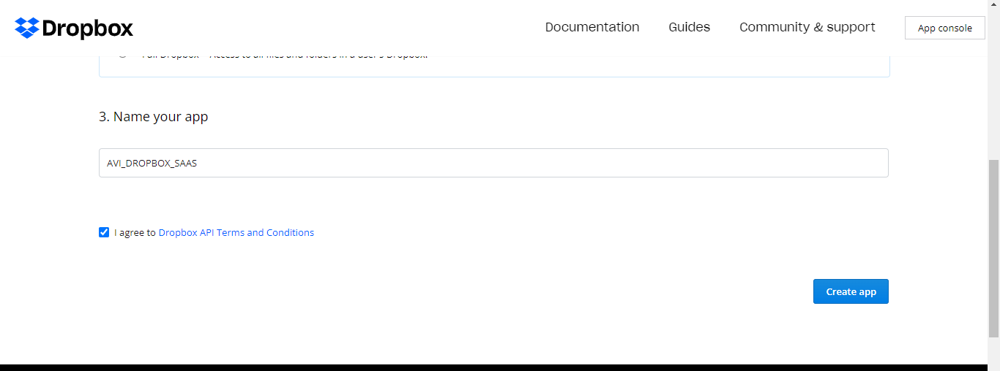 Dropbox
Documentation
Guides
Community & support
App console
Full Dropbox – Access to all files and folders in a user's Dropbox.
3. Name your app
AVI_DROPBOX_SAAS
I agree to Dropbox API Terms and Conditions
Create app